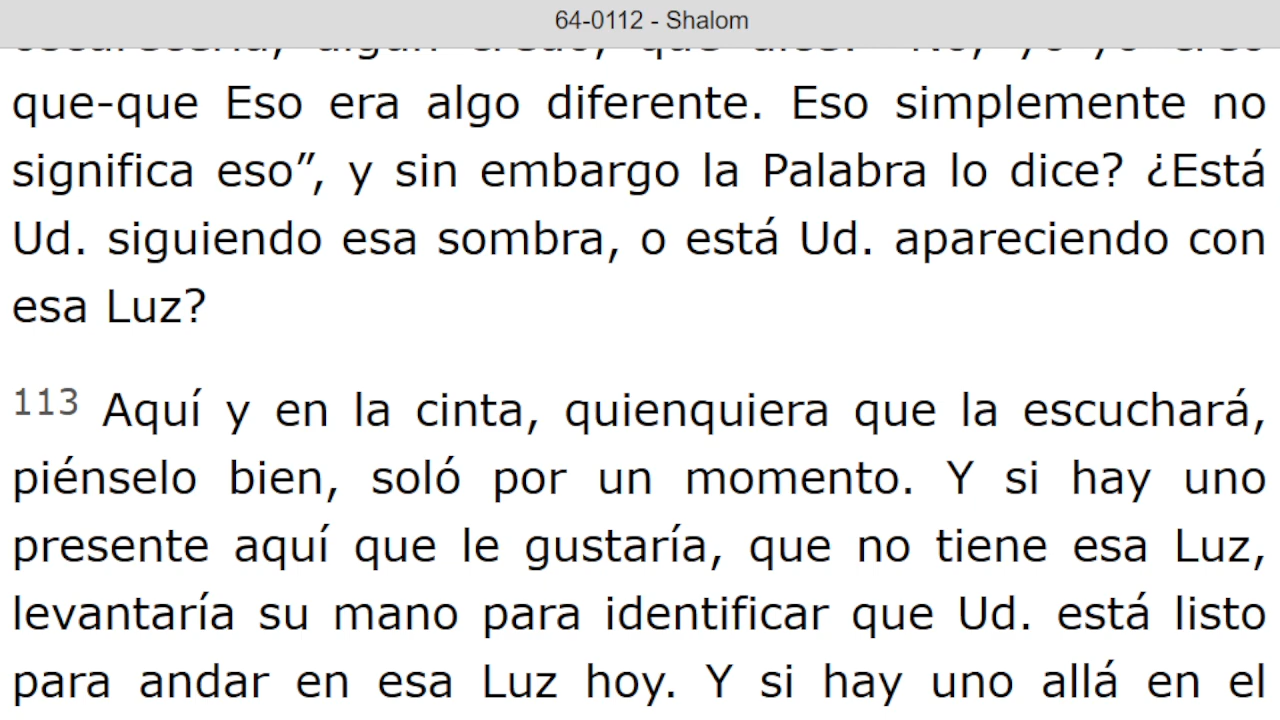 64-0112 - Shalom
que-que Eso era algo diferente. Eso simplemente no
significa eso”, y sin embargo la Palabra lo dice? ¿Está
Ud. siguiendo esa sombra, o está Ud. apareciendo con
esa Luz?
113 Aquí y en la cinta, quienquiera que la escuchará,
piénselo bien, soló por un momento. Y si hay uno
presente aquí que le gustaría, que no tiene esa Luz,
levantaría su mano para identificar que Ud. está listo
para andar en esa Luz hoy. Y si hay uno allá en el